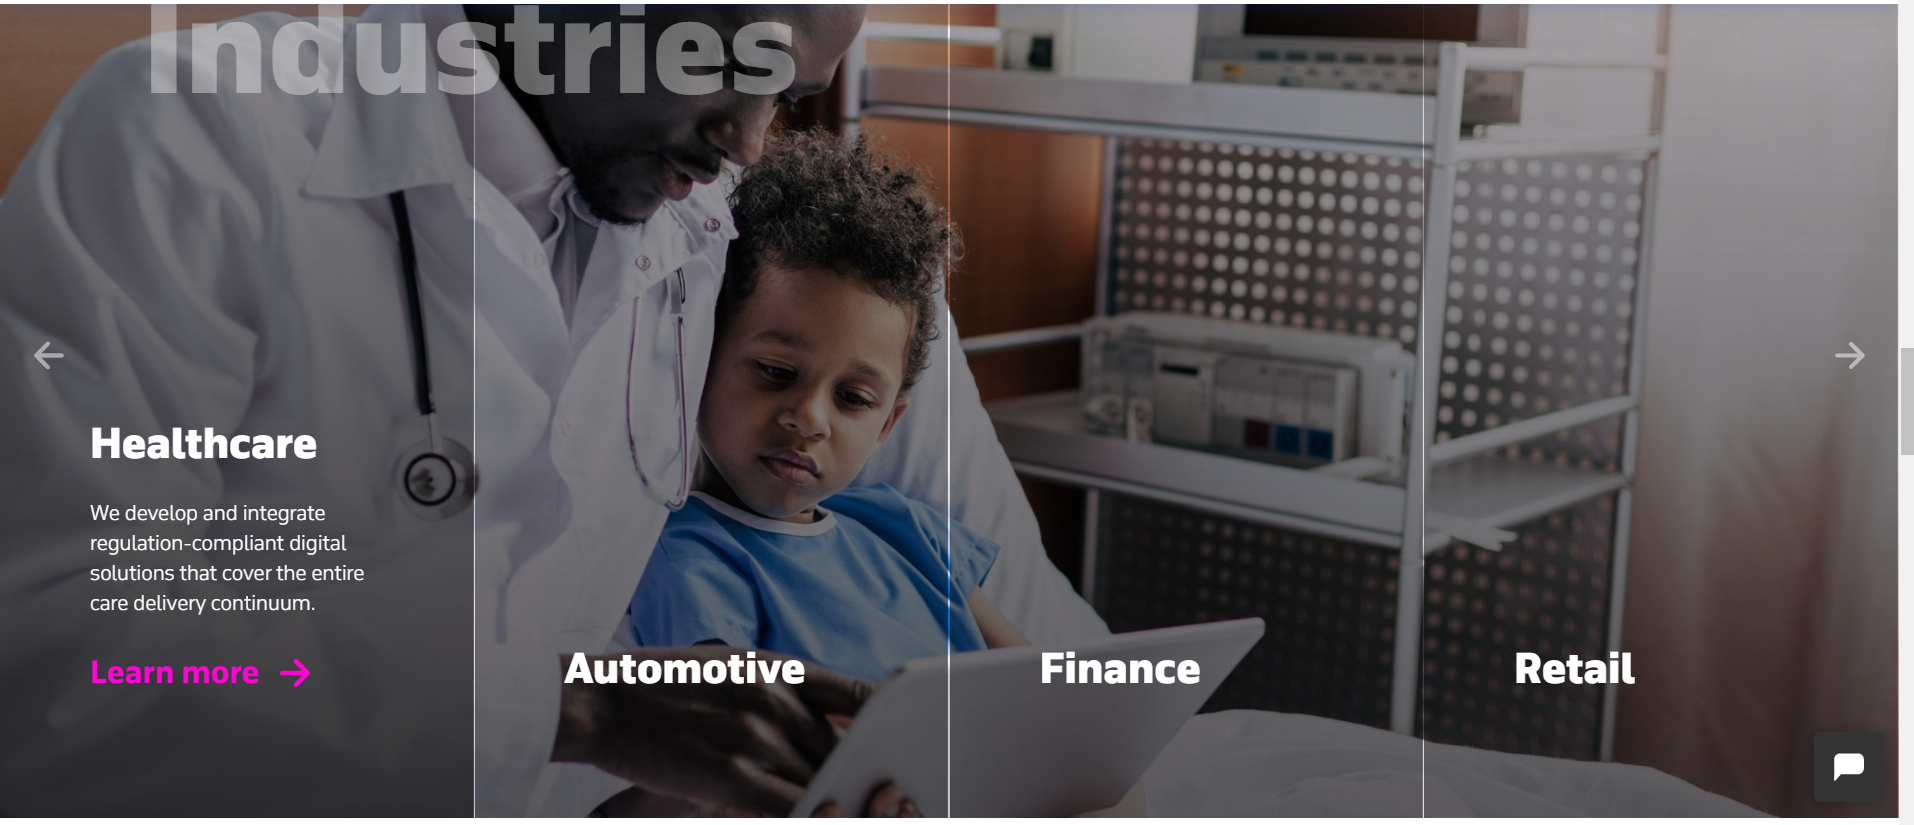 Industries
Healthcare
We develop and integrate
regulation-compliant digital
solutions that cover the entire
care delivery continuum.
Learn more
Automotive
Finance
Retail